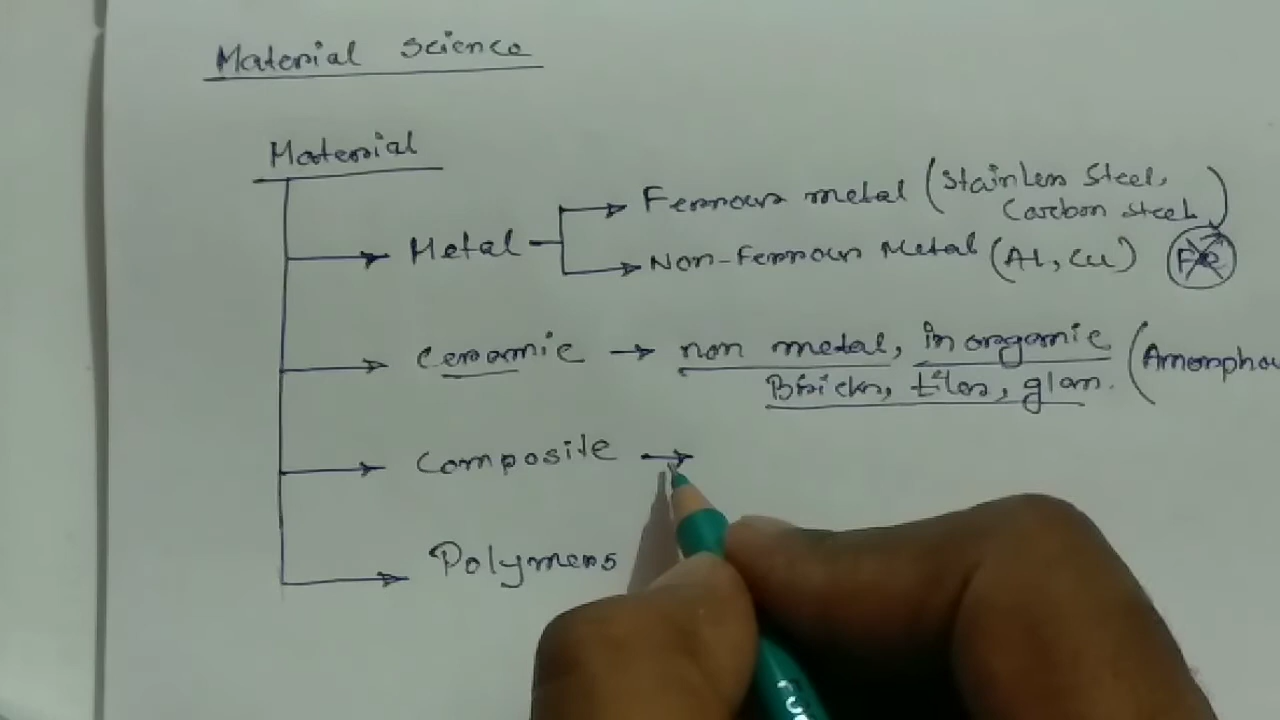 Material Science
Material
Metal
Ferrous metal (Stainless Steel,
Carbon steel)
Non-Ferrous Metal (Al, Cu) Fe
Ceramic → non metal, inorganic (Amorphou
Bricks, tiles, glass.
Composite →
Polymers